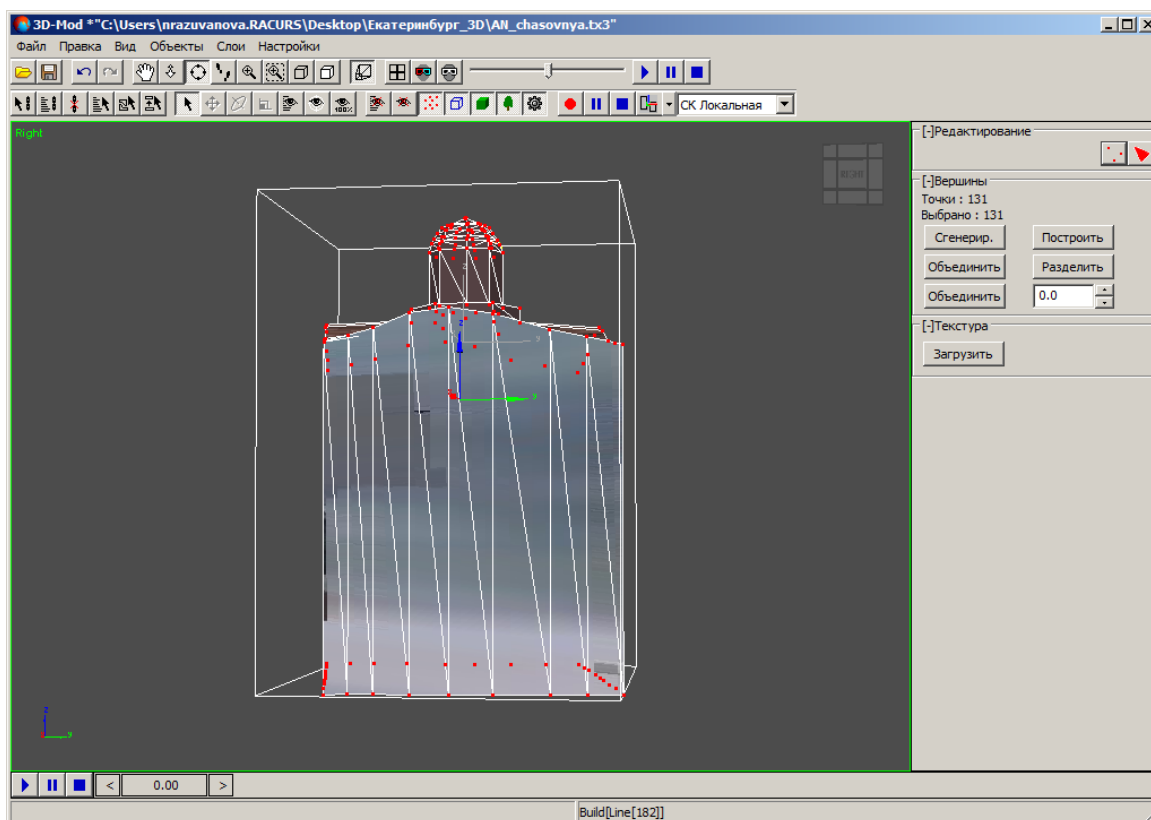 3D-Mod *"C:\Users\nrazuvanova.RACURS\Desktop\Екатеринбург_3D\AN_chasovnya.tx3"
Файл Правка Вид Объекты Слои Настройки
100%
СК Локальная
Right
[-]Редактирование
[-]Вершины
Точки : 131
Выбрано : 131
Сгенерир. Построить
Объединить Разделить
Объединить 0.0
[-]Текстура
Загрузить
z
y
z
y
z
y
< 0.00 >
Build[Line[182]]